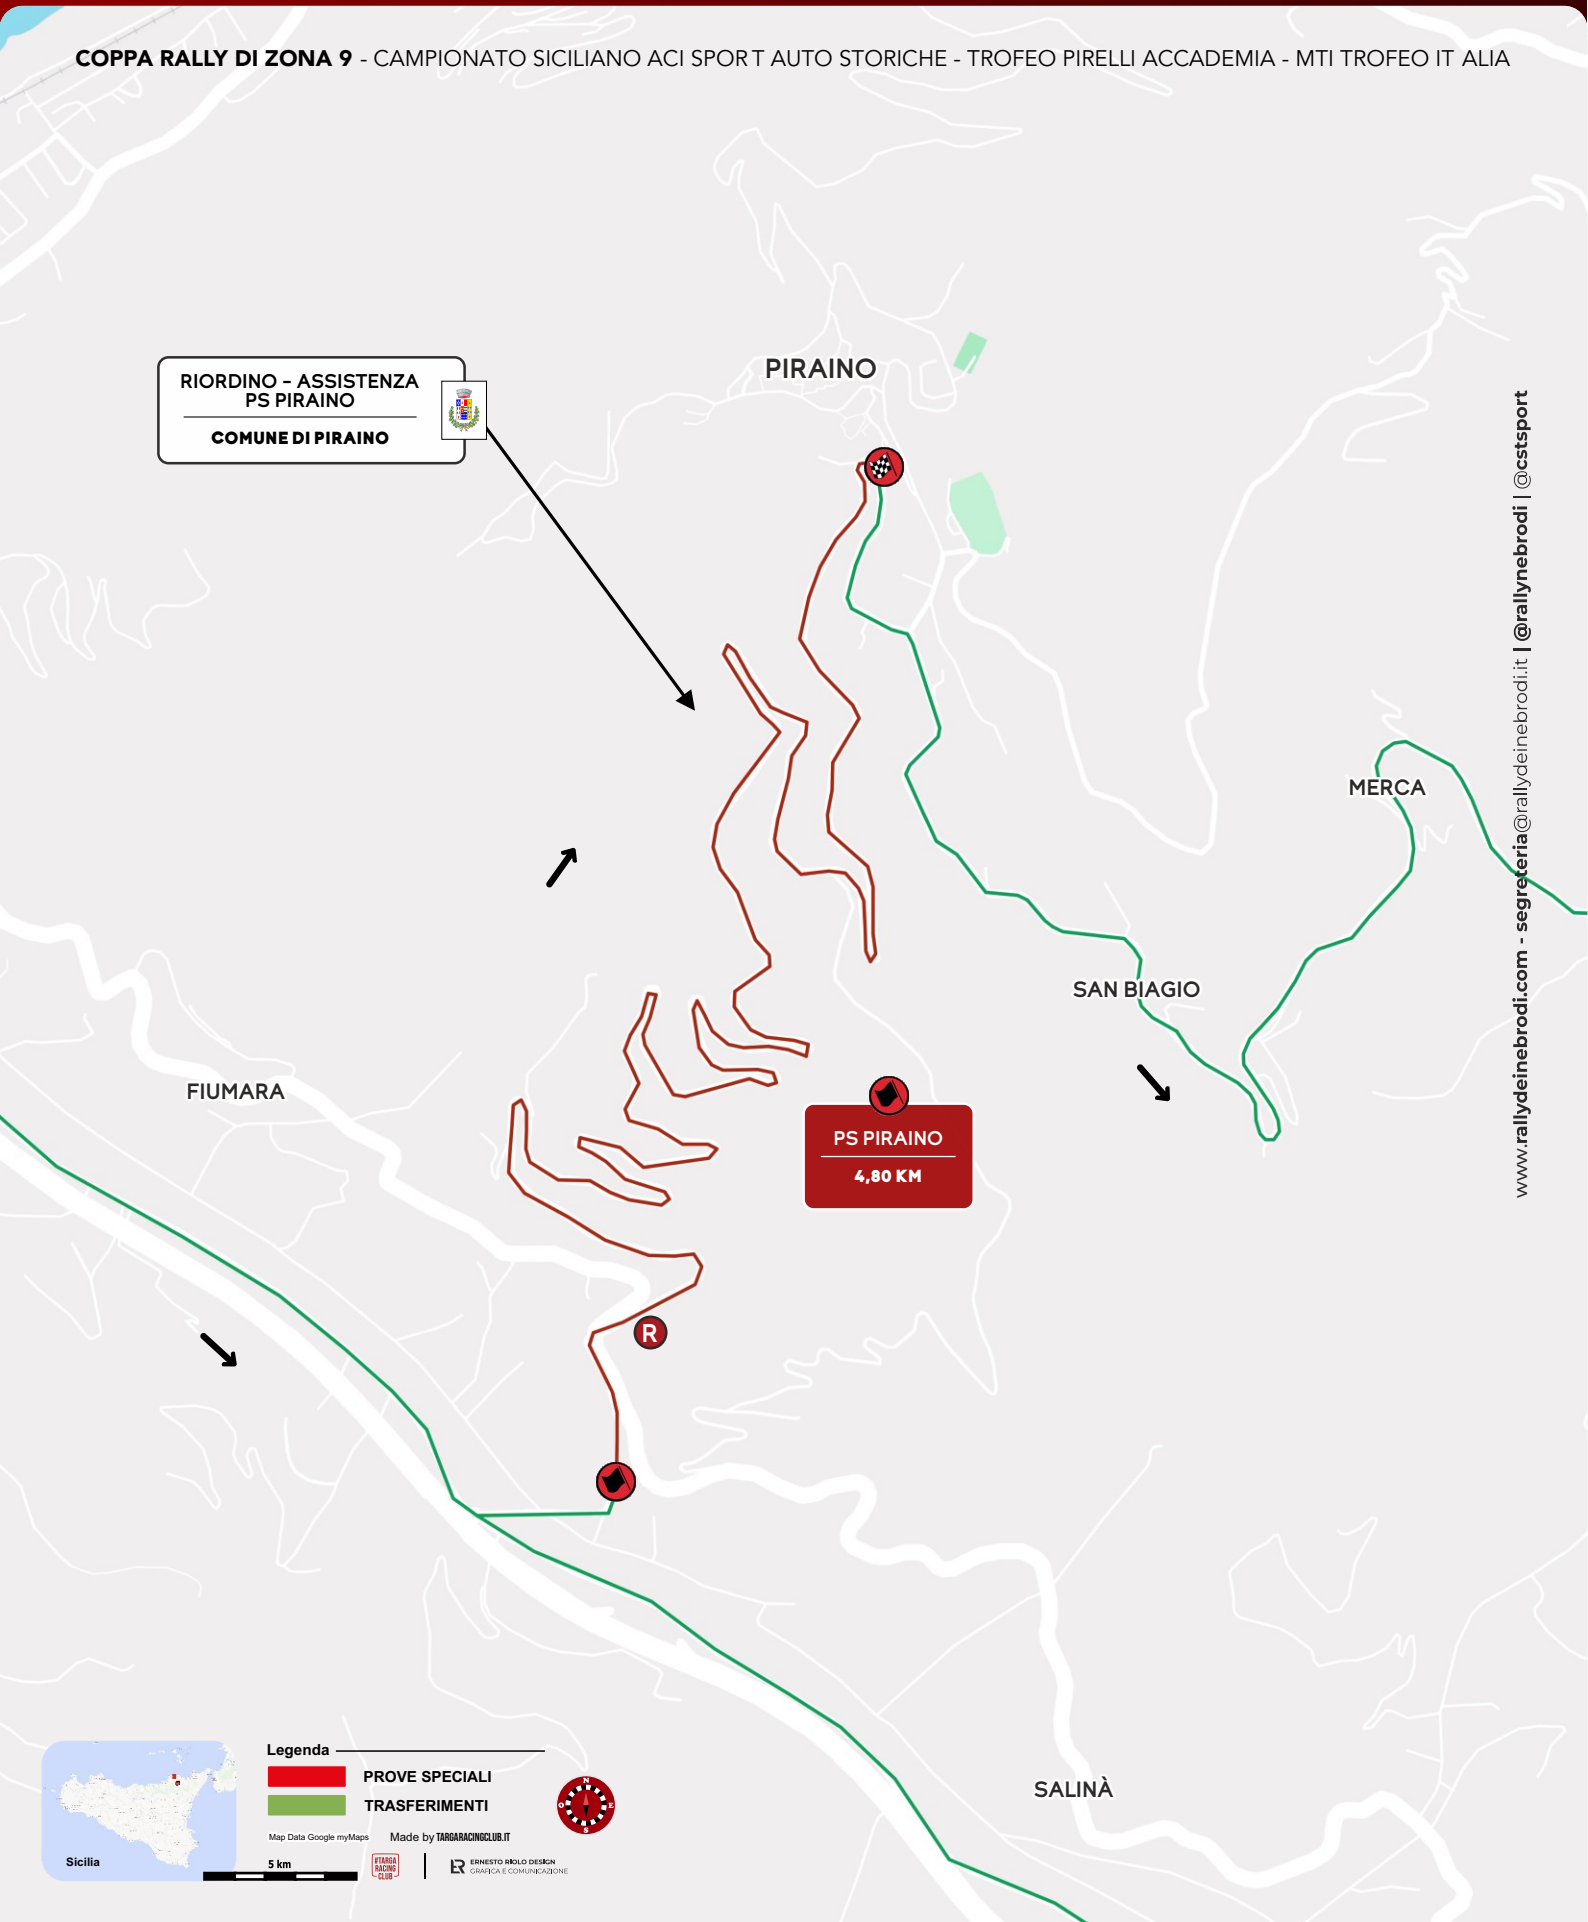 COPPA RALLY DI ZONA 9 - CAMPIONATO SICILIANO ACI SPORT AUTO STORICHE - TROFEO PIRELLI ACCADEMIA - MTI TROFEO IT ALIA
PIRAINO
RIORDINO - ASSISTENZA
PS PIRAINO
COMUNE DI PIRAINO
www.rallydeinebrodi.com - segreteria@rallydeinebrodi.it | @rallynebrodi | @cstsport
MERCA
SAN BIAGIO
FIUMARA
PS PIRAINO
4,80 KM
R
SALINÀ
Legenda
PROVE SPECIALI
TRASFERIMENTI
N
O
E
S
Map Data Google myMaps
Made by TARGARACINGCLUB.IT
Sicilia
5 km
#TARGA
RACING
CLUB
ERNESTO RIOLO DESIGN
GRAFICA E COMUNICAZIONE